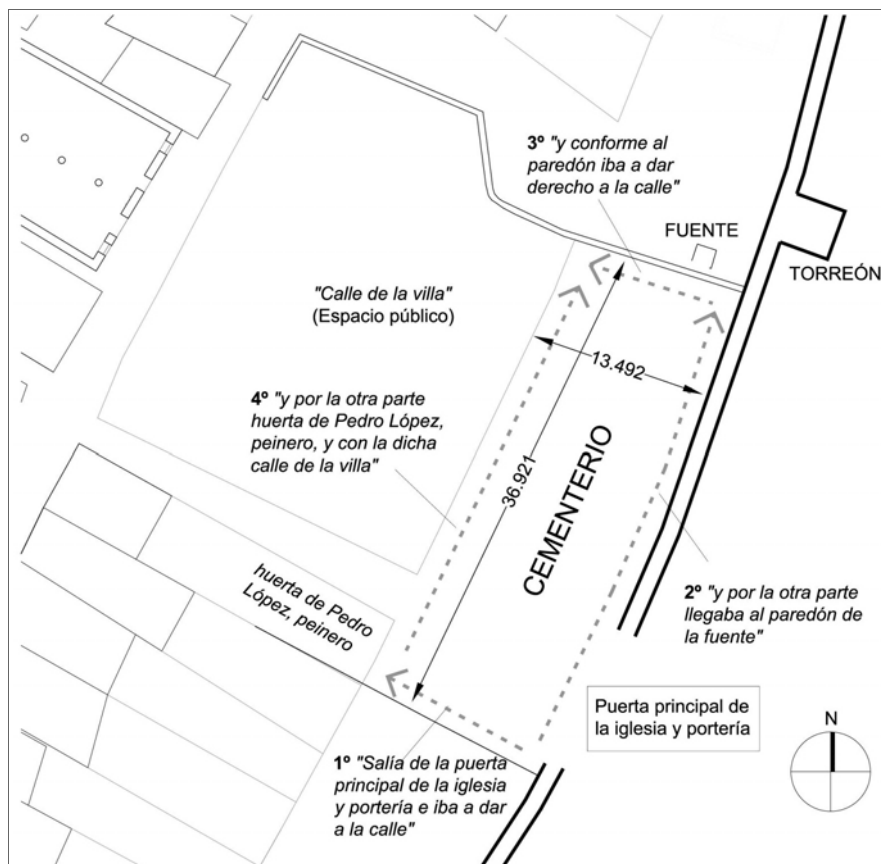 3º "y conforme al
paredón iba a dar
derecho a la calle"
FUENTE
TORREÓN
"Calle de la villa"
(Espacio público)
13.492
4º "y por la otra parte
huerta de Pedro López,
peinero, y con la dicha
calle de la villa"
36.921
CEMENTERIO
huerta de Pedro
López, peinero
2º "y por la otra parte
llegaba al paredón de
la fuente"
Puerta principal de
la iglesia y portería
N
1º "Salía de la puerta
principal de la iglesia
y portería e iba a dar
a la calle"